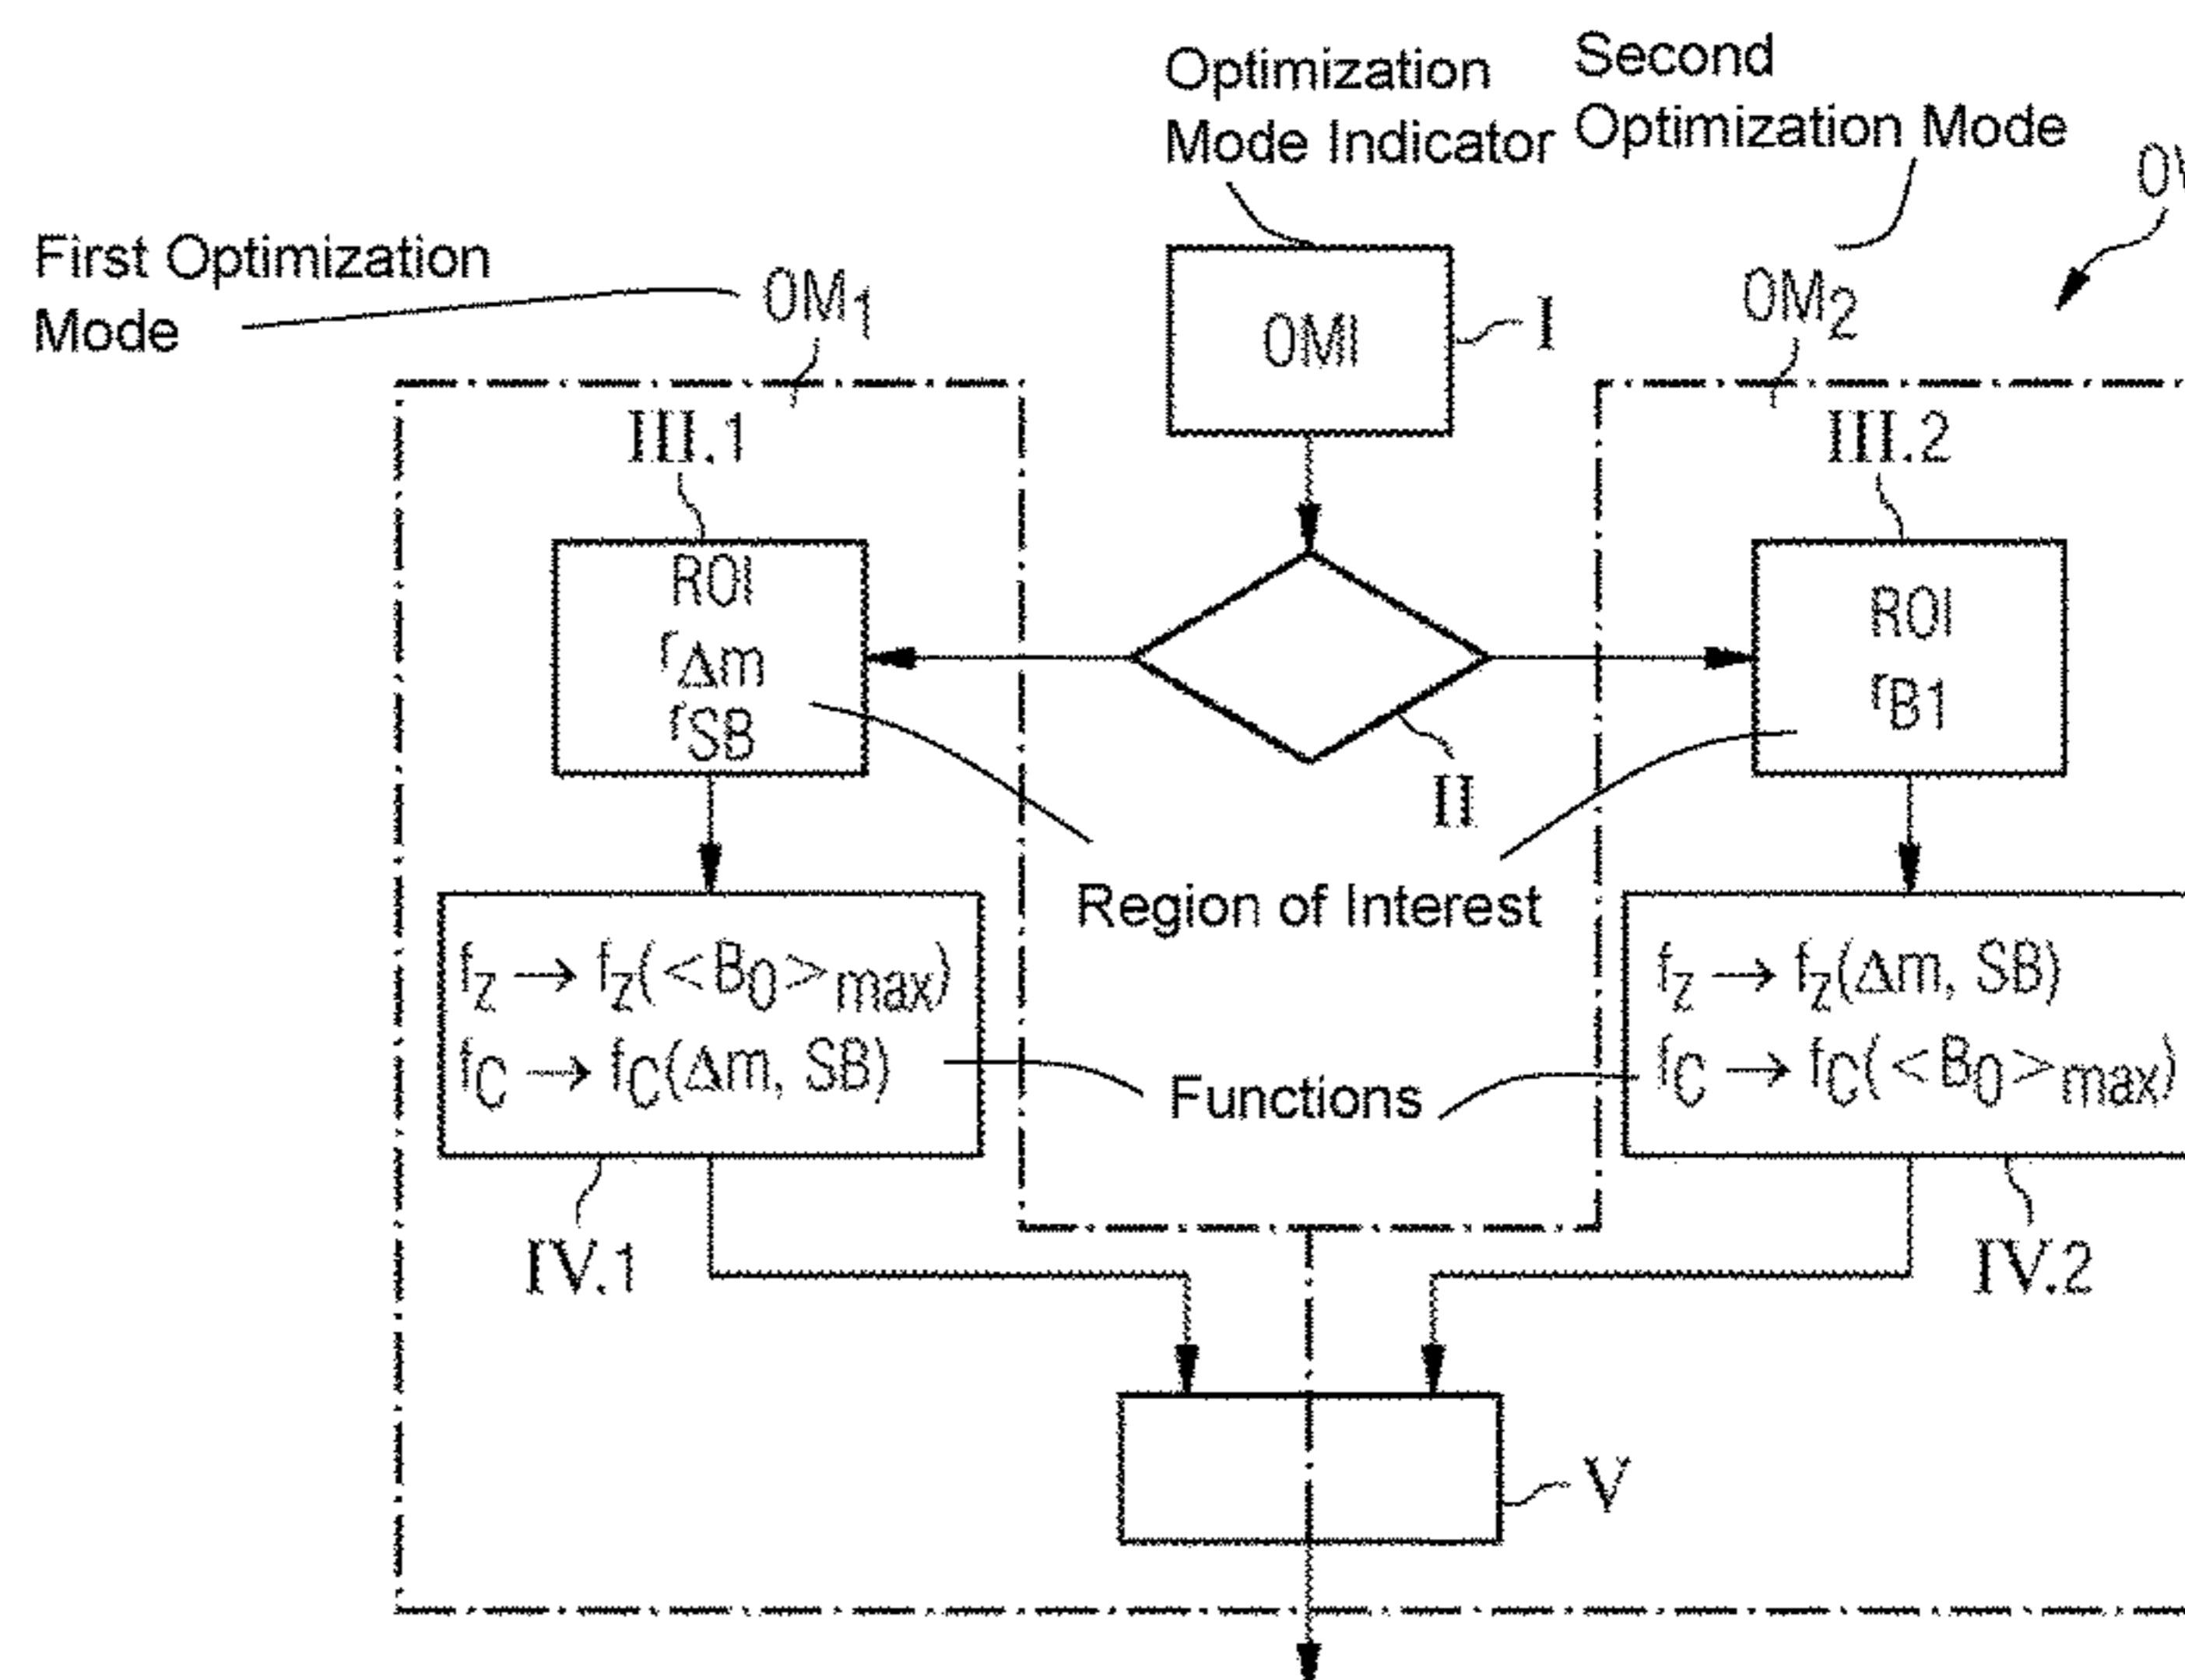 Optimization
Mode Indicator
Second
Optimization Mode
First Optimization
Mode
OM1
OMI
I
OM2
III.1
III.2
ROI
rΔm
rSB
ROI
rB1
II
Region of Interest
fz → fz(<B0>max)
fC → fC(Δm, SB)
Functions
fz → fz(Δm, SB)
fC → fC(<B0>max)
IV.1
IV.2
V